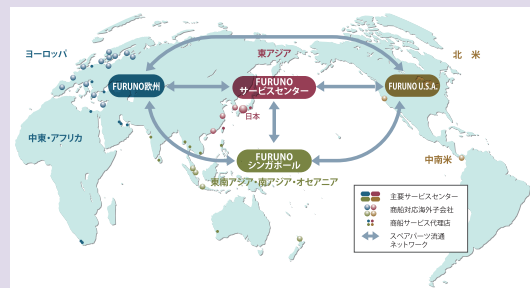 ヨーロッパ
東アジア
北 米
FURUNO欧州
FURUNO
サービスセンター
FURUNO U.S.A.
日本
中東・アフリカ
FURUNO
シンガポール
中南米
東南アジア・南アジア・オセアニア
主要サービスセンター
商船対応海外子会社
商船サービス代理店
スペアパーツ流通
ネットワーク